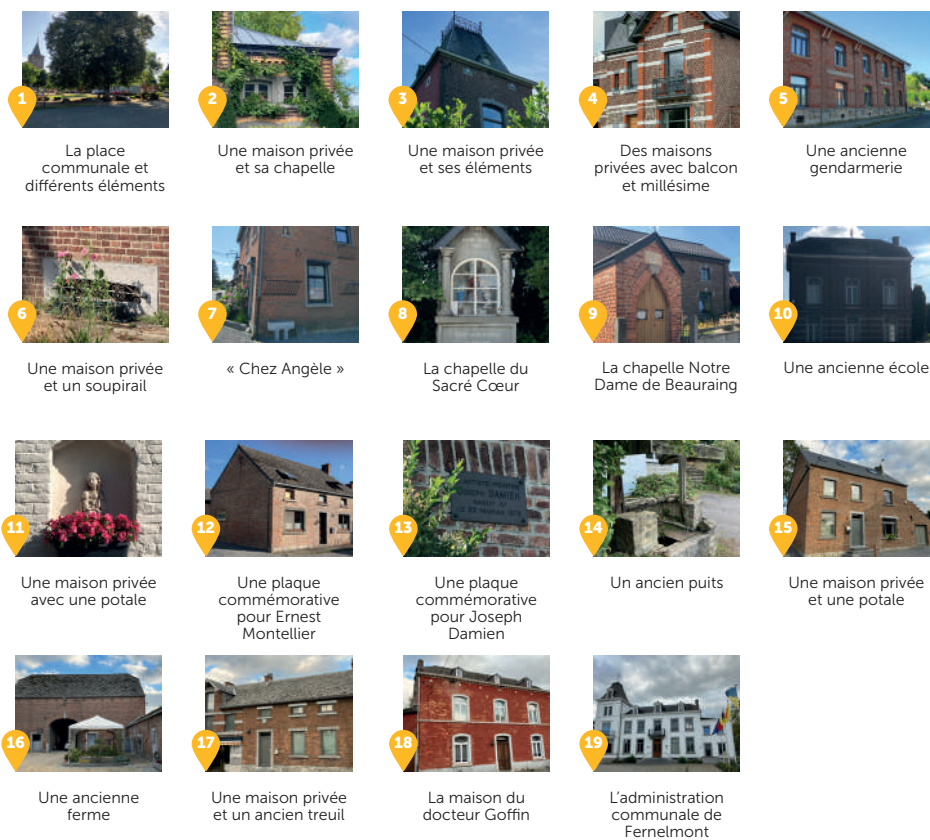 1
La place
communale et
différents éléments
2
Une maison privée
et sa chapelle
3
Une maison privée
et ses éléments
4
Des maisons
privées avec balcon
et millésime
5
Une ancienne
gendarmerie
6
Une maison privée
et un soupirail
7
« Chez Angèle »
8
La chapelle du
Sacré Cœur
9
La chapelle Notre
Dame de Beauraing
10
Une ancienne école
11
Une maison privée
avec une potale
12
Une plaque
commémorative
pour Ernest
Montellier
13
JOSEPH DAMIEN
Une plaque
commémorative
pour Joseph
Damien
14
Un ancien puits
15
Une maison privée
et une potale
16
Une ancienne
ferme
17
Une maison privée
et un ancien treuil
18
La maison du
docteur Goffin
19
L'administration
communale de
Fernelmont